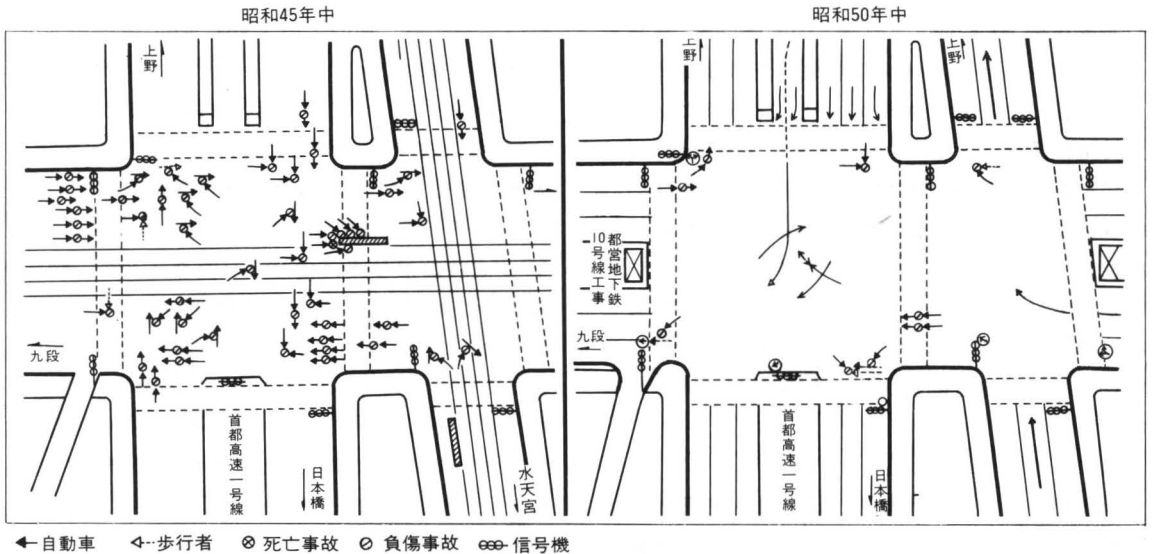 昭和45年中
昭和50年中
上野
上野
上野
都営地下鉄
10号線工事
九段
九段
首都高速一号線
日本橋
水天宮
首都高速一号線
日本橋
自動車
歩行者
死亡事故
負傷事故
信号機